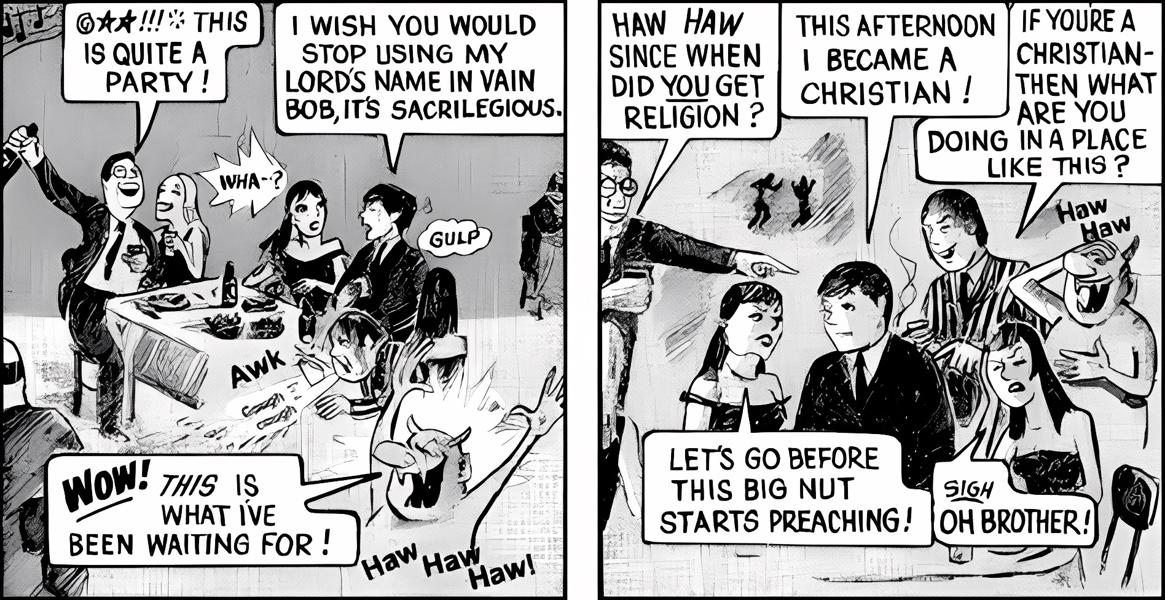 @★★!!!* THIS
IS QUITE A
PARTY!
I WISH YOU WOULD
STOP USING MY
LORD'S NAME IN VAIN
BOB, IT'S SACRILEGIOUS.
WHA--?
GULP
AWK
WOW! THIS IS
WHAT I'VE
BEEN WAITING FOR!
Haw Haw
Haw!
HAW HAW
SINCE WHEN
DID YOU GET
RELIGION?
THIS AFTERNOON
I BECAME A
CHRISTIAN!
IF YOU'RE A
CHRISTIAN-
THEN WHAT
ARE YOU
DOING IN A PLACE
LIKE THIS?
Haw
Haw
LET'S GO BEFORE
THIS BIG NUT
STARTS PREACHING!
SIGH
OH BROTHER!